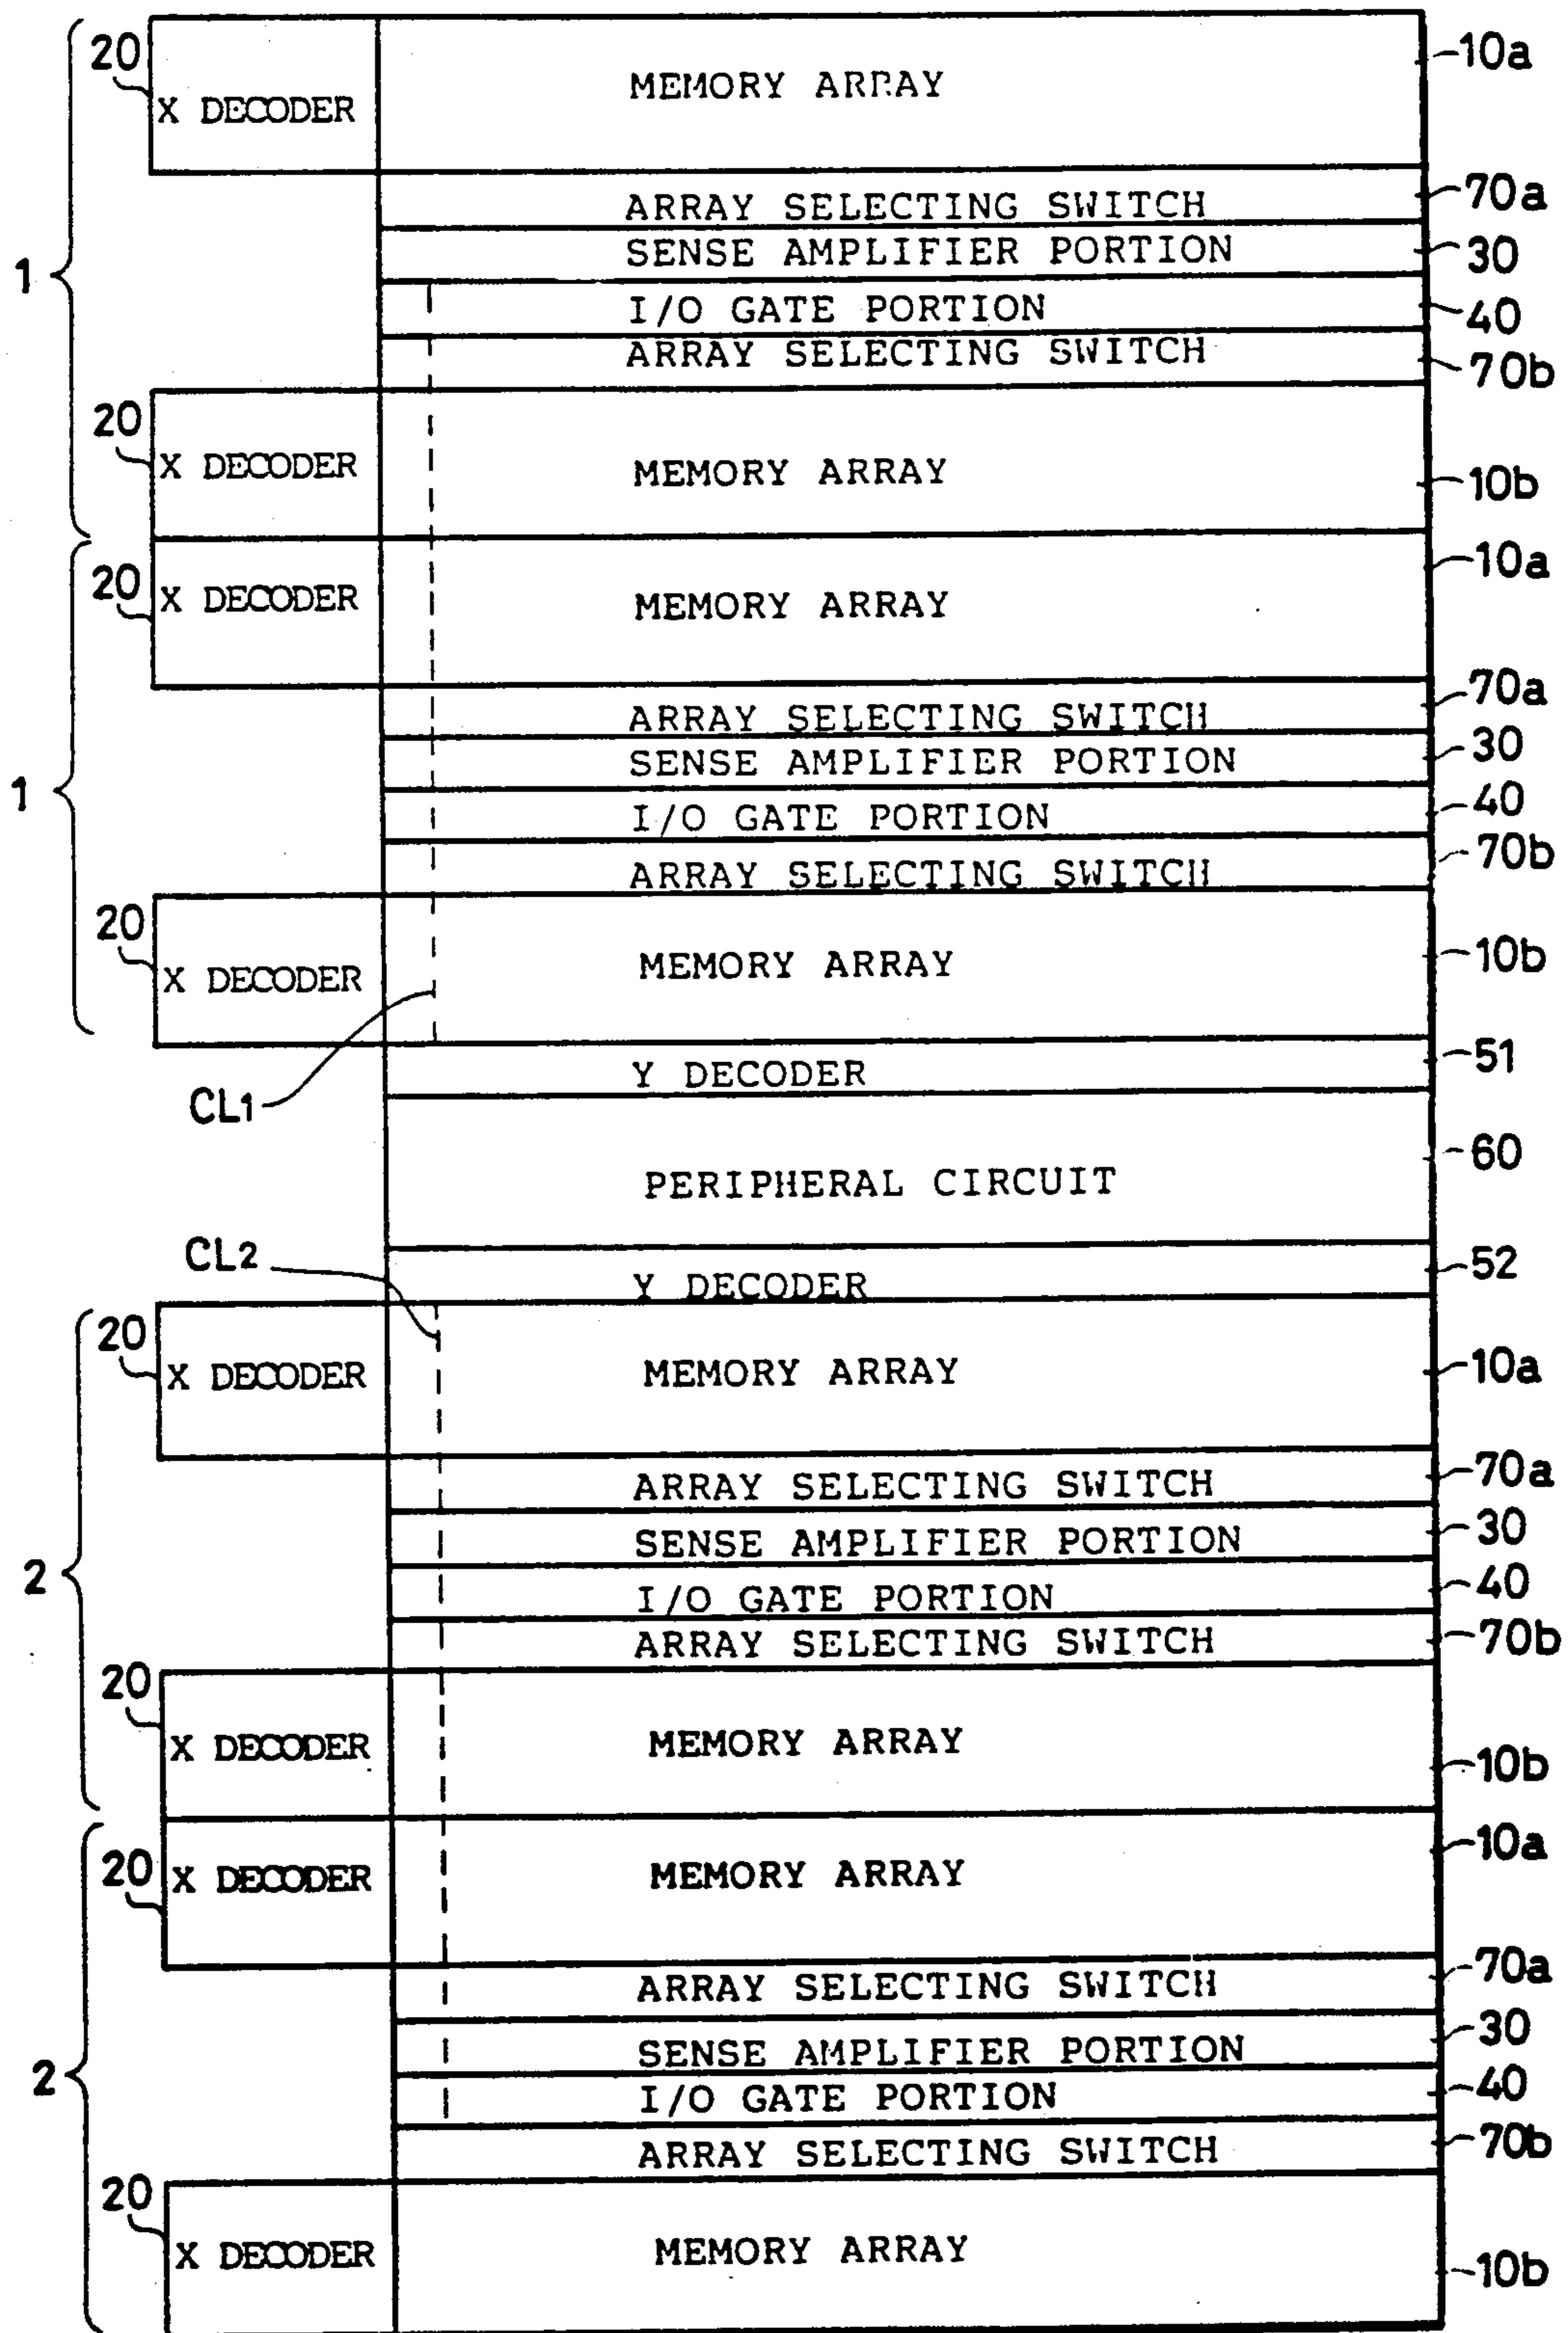 20 X DECODER MEMORY ARRAY 10a
ARRAY SELECTING SWITCH 70a
SENSE AMPLIFIER PORTION 30
1
I/O GATE PORTION 40
ARRAY SELECTING SWITCH 70b
20 X DECODER MEMORY ARRAY 10b
20 X DECODER MEMORY ARRAY 10a
ARRAY SELECTING SWITCH 70a
SENSE AMPLIFIER PORTION 30
1
I/O GATE PORTION 40
ARRAY SELECTING SWITCH 70b
20 X DECODER MEMORY ARRAY 10b
Y DECODER 51
CL1
PERIPHERAL CIRCUIT 60
CL2
Y DECODER 52
20 X DECODER MEMORY ARRAY 10a
ARRAY SELECTING SWITCH 70a
SENSE AMPLIFIER PORTION 30
2
I/O GATE PORTION 40
ARRAY SELECTING SWITCH 70b
20 X DECODER MEMORY ARRAY 10b
20 X DECODER MEMORY ARRAY 10a
ARRAY SELECTING SWITCH 70a
SENSE AMPLIFIER PORTION 30
2
I/O GATE PORTION 40
ARRAY SELECTING SWITCH 70b
20 X DECODER MEMORY ARRAY 10b